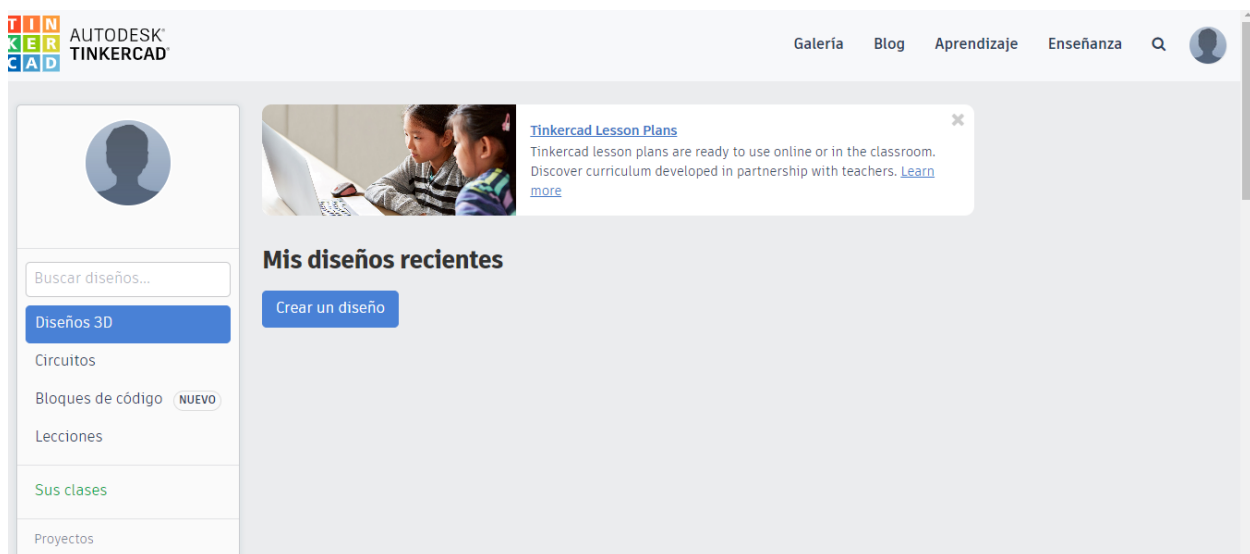 TIN
KER
CAD
AUTODESK®
TINKERCAD®
Galería
Blog
Aprendizaje
Enseñanza
Tinkercad Lesson Plans
Tinkercad lesson plans are ready to use online or in the classroom.
Discover curriculum developed in partnership with teachers. Learn
more
Mis diseños recientes
Crear un diseño
Buscar diseños...
Diseños 3D
Circuitos
Bloques de código NUEVO
Lecciones
Sus clases
Proyectos